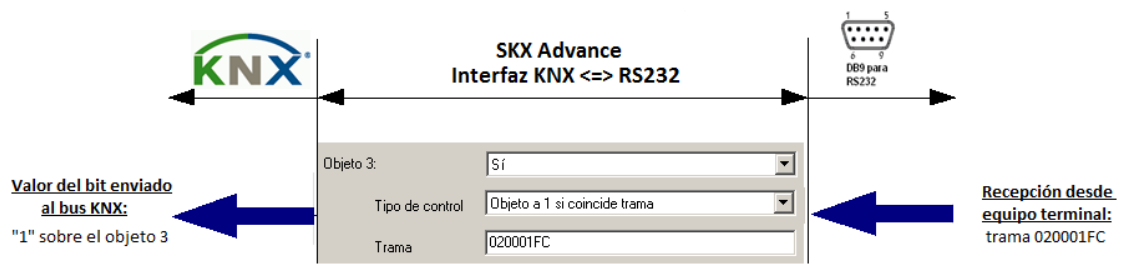 KNX
SKX Advance
Interfaz KNX <=> RS232
1 5
6 9
DB9 para
RS232
Objeto 3:
Sí
Tipo de control
Objeto a 1 si coincide trama
Trama
020001FC
Valor del bit enviado
al bus KNX:
"1" sobre el objeto 3
Recepción desde
equipo terminal:
trama 020001FC